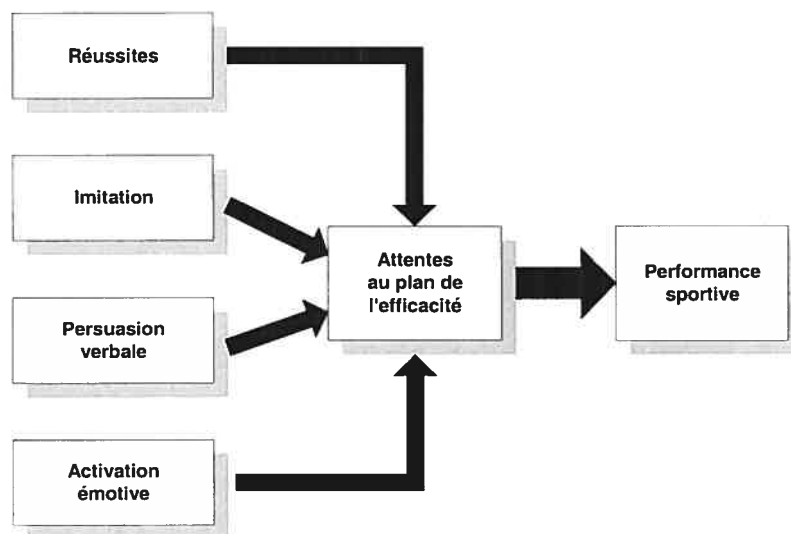 Réussites
Imitation
Persuasion
verbale
Activation
émotive
Attentes
au plan de
l'efficacité
Performance
sportive